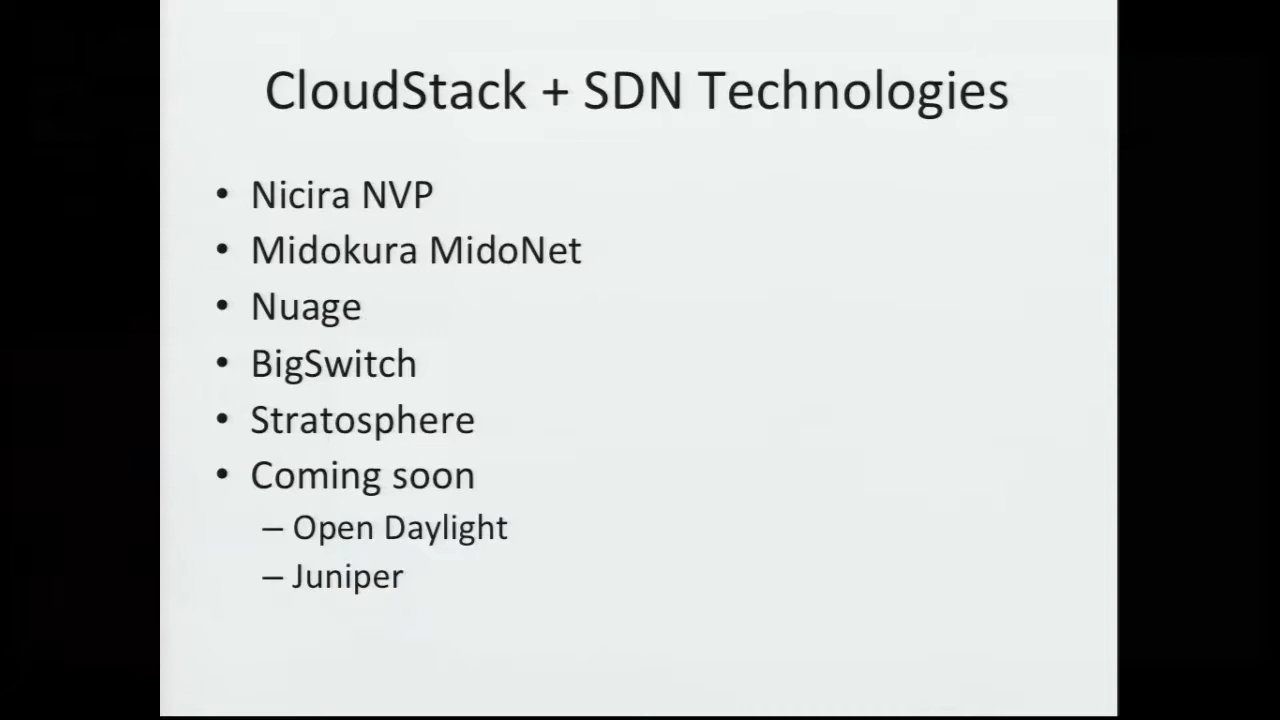 CloudStack + SDN Technologies
• Nicira NVP
• Midokura MidoNet
• Nuage
• BigSwitch
• Stratosphere
• Coming soon
– Open Daylight
– Juniper